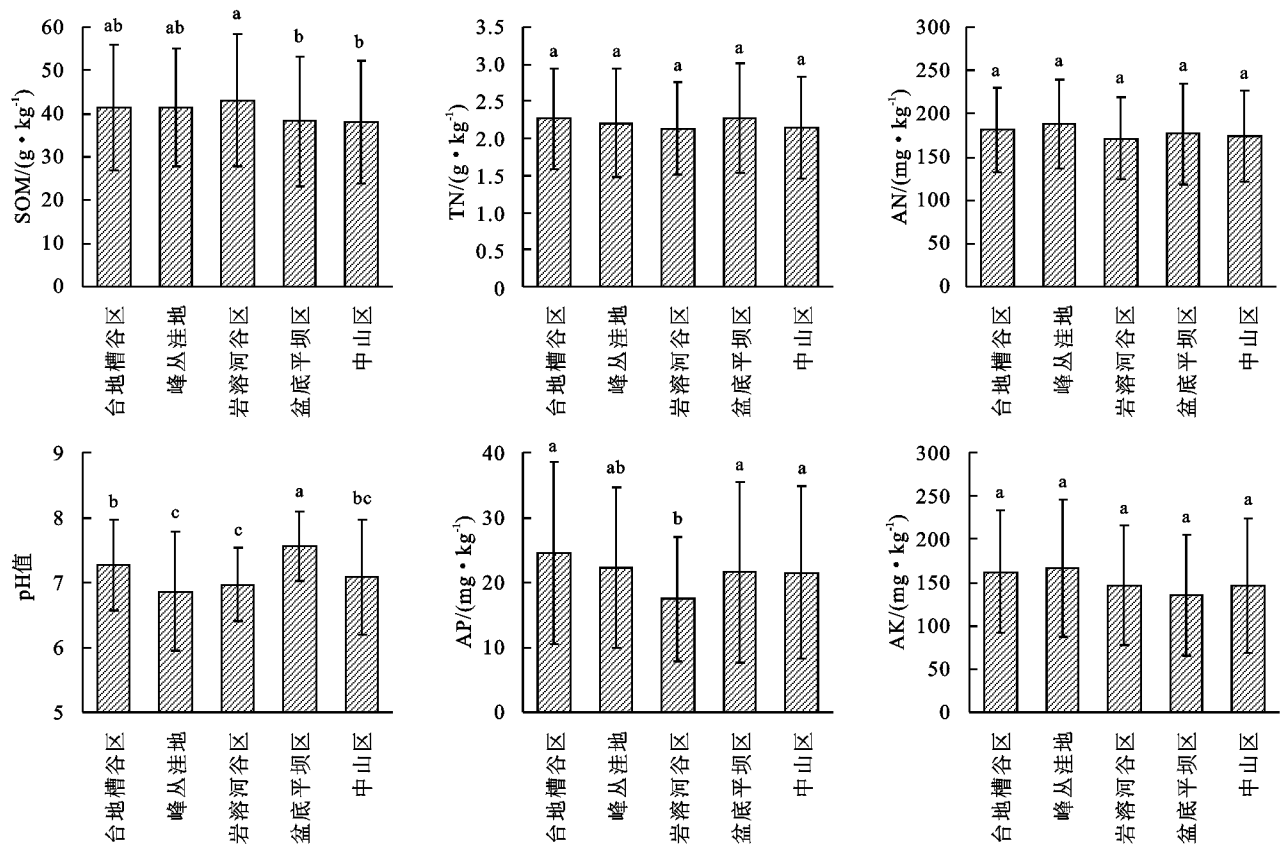 SOM/(g·kg⁻¹)
60
50
40
30
20
10
0
ab
ab
a
b
b
台地槽谷区
峰丛洼地
岩溶河谷区
盆底平坝区
中山区
TN/(g·kg⁻¹)
3.5
3.0
2.5
2.0
1.5
1.0
0.5
0
a
a
a
a
a
台地槽谷区
峰丛洼地
岩溶河谷区
盆底平坝区
中山区
AN/(mg·kg⁻¹)
300
250
200
150
100
50
0
a
a
a
a
a
台地槽谷区
峰丛洼地
岩溶河谷区
盆底平坝区
中山区
pH值
9
8
7
6
5
b
c
c
a
bc
台地槽谷区
峰丛洼地
岩溶河谷区
盆底平坝区
中山区
AP/(mg·kg⁻¹)
40
30
20
10
0
a
ab
b
a
a
台地槽谷区
峰丛洼地
岩溶河谷区
盆底平坝区
中山区
AK/(mg·kg⁻¹)
300
250
200
150
100
50
0
a
a
a
a
a
台地槽谷区
峰丛洼地
岩溶河谷区
盆底平坝区
中山区